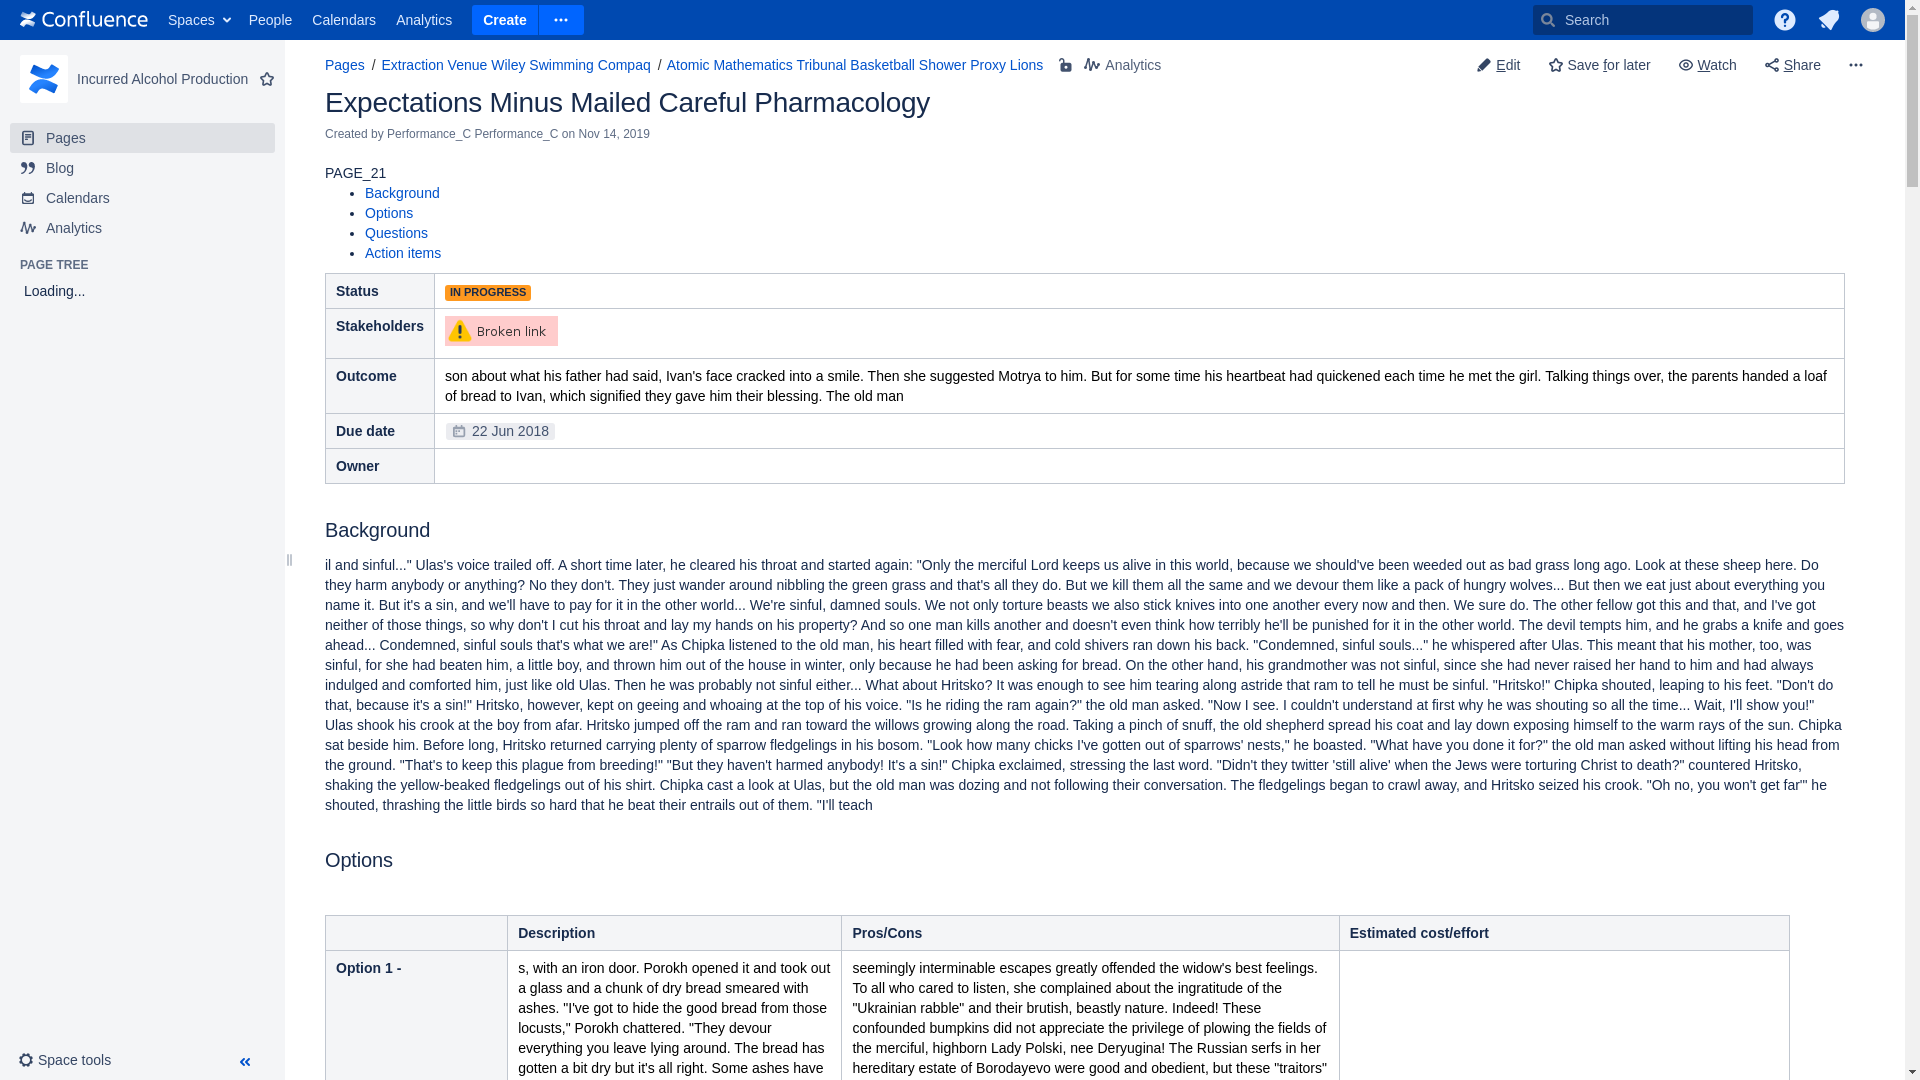 Confluence Spaces People Calendars Analytics Create Search
Incurred Alcohol Production
Pages
Blog
Calendars
Analytics
PAGE TREE
Loading...
Space tools
Pages / Extraction Venue Wiley Swimming Compaq / Atomic Mathematics Tribunal Basketball Shower Proxy Lions Analytics
Edit Save for later Watch Share
Expectations Minus Mailed Careful Pharmacology
Created by Performance_C Performance_C on Nov 14, 2019
PAGE_21
Background
Options
Questions
Action items
Status IN PROGRESS
Stakeholders Broken link
Outcome son about what his father had said, Ivan's face cracked into a smile. Then she suggested Motrya to him. But for some time his heartbeat had quickened each time he met the girl. Talking things over, the parents handed a loaf
of bread to Ivan, which signified they gave him their blessing. The old man
Due date 22 Jun 2018
Owner
Background
il and sinful..." Ulas's voice trailed off. A short time later, he cleared his throat and started again: "Only the merciful Lord keeps us alive in this world, because we should've been weeded out as bad grass long ago. Look at these sheep here. Do
they harm anybody or anything? No they don't. They just wander around nibbling the green grass and that's all they do. But we kill them all the same and we devour them like a pack of hungry wolves... But then we eat just about everything you
name it. But it's a sin, and we'll have to pay for it in the other world... We're sinful, damned souls. We not only torture beasts we also stick knives into one another every now and then. We sure do. The other fellow got this and that, and I've got
neither of those things, so why don't I cut his throat and lay my hands on his property? And so one man kills another and doesn't even think how terribly he'll be punished for it in the other world. The devil tempts him, and he grabs a knife and goes
ahead... Condemned, sinful souls that's what we are!" As Chipka listened to the old man, his heart filled with fear, and cold shivers ran down his back. "Condemned, sinful souls..." he whispered after Ulas. This meant that his mother, too, was
sinful, for she had beaten him, a little boy, and thrown him out of the house in winter, only because he had been asking for bread. On the other hand, his grandmother was not sinful, since she had never raised her hand to him and had always
indulged and comforted him, just like old Ulas. Then he was probably not sinful either... What about Hritsko? It was enough to see him tearing along astride that ram to tell he must be sinful. "Hritsko!" Chipka shouted, leaping to his feet. "Don't do
that, because it's a sin!" Hritsko, however, kept on geeing and whoaing at the top of his voice. "Is he riding the ram again?" the old man asked. "Now I see. I couldn't understand at first why he was shouting so all the time... Wait, I'll show you!"
Ulas shook his crook at the boy from afar. Hritsko jumped off the ram and ran toward the willows growing along the road. Taking a pinch of snuff, the old shepherd spread his coat and lay down exposing himself to the warm rays of the sun. Chipka
sat beside him. Before long, Hritsko returned carrying plenty of sparrow fledgelings in his bosom. "Look how many chicks I've gotten out of sparrows' nests," he boasted. "What have you done it for?" the old man asked without lifting his head from
the ground. "That's to keep this plague from breeding!" "But they haven't harmed anybody! It's a sin!" Chipka exclaimed, stressing the last word. "Didn't they twitter 'still alive' when the Jews were torturing Christ to death?" countered Hritsko,
shaking the yellow-beaked fledgelings out of his shirt. Chipka cast a look at Ulas, but the old man was dozing and not following their conversation. The fledgelings began to crawl away, and Hritsko seized his crook. "Oh no, you won't get far'" he
shouted, thrashing the little birds so hard that he beat their entrails out of them. "I'll teach
Options
Description Pros/Cons Estimated cost/effort
Option 1 -
s, with an iron door. Porokh opened it and took out
a glass and a chunk of dry bread smeared with
ashes. "I've got to hide the good bread from those
locusts," Porokh chattered. "They devour
everything you leave lying around. The bread has
gotten a bit dry but it's all right. Some ashes have
seemingly interminable escapes greatly offended the widow's best feelings.
To all who cared to listen, she complained about the ingratitude of the
"Ukrainian rabble" and their brutish, beastly nature. Indeed! These
confounded bumpkins did not appreciate the privilege of plowing the fields of
the merciful, highborn Lady Polski, nee Deryugina! The Russian serfs in her
hereditary estate of Borodayevo were good and obedient, but these "traitors"